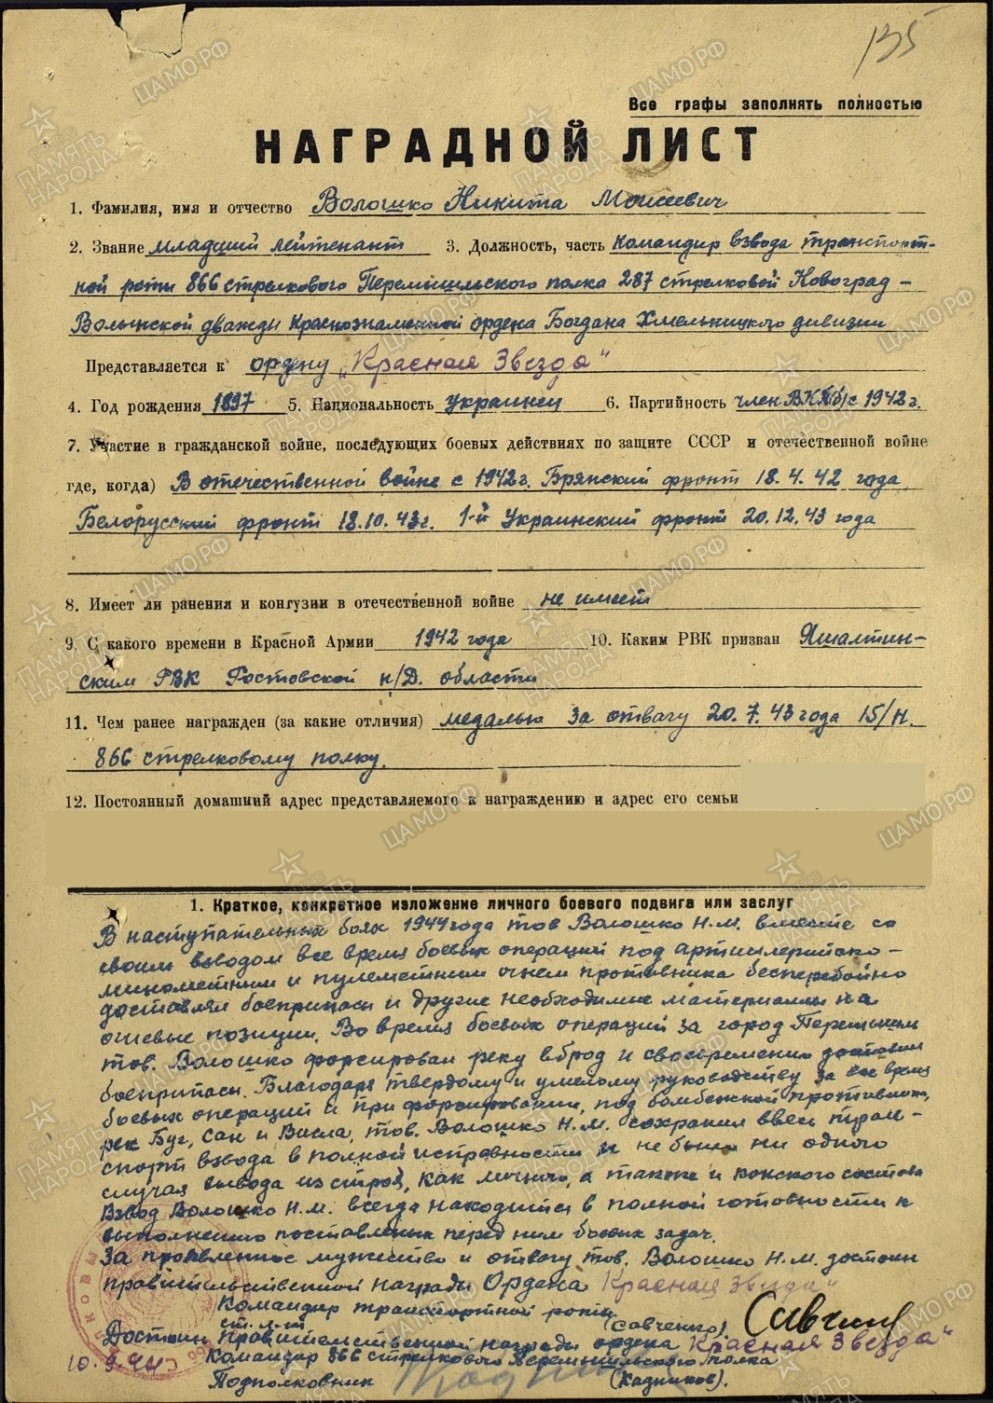 135
Все графы заполнять полностью
НАГРАДНОЙ ЛИСТ
1. Фамилия, имя и отчество Волошко Никита Моисеевич
2. Звание младший лейтенант 3. Должность, часть командир взвода транспорт-
ной роты 866 стрелкового Перемышльского полка 287 стрелковой Новоград-
Волынской дважды Краснознаменной ордена Богдана Хмельницкого дивизии
Представляется к ордену „Красная Звезда"
4. Год рождения 1897 5. Национальность украинец 6. Партийность член ВКП(б) с 1942 г.
7. Участие в гражданской войне, последующих боевых действиях по защите СССР и отечественной войне
где, когда) В отечественной войне с 1942 г. Брянский фронт 18.4.42 года
Белорусский фронт 18.10.43 г. 1-й Украинский фронт 20.12.43 года
8. Имеет ли ранения и контузии в отечественной войне не имеет
9. С какого времени в Красной Армии 1942 года 10. Каким РВК призван Яшалтин-
ским РВК Ростовской н/Д. области
11. Чем ранее награжден (за какие отличия) медалью за отвагу 20.7.43 года 15/н.
866 стрелковому полку.
12. Постоянный домашний адрес представляемого к награждению и адрес его семьи
1. Краткое, конкретное изложение личного боевого подвига или заслуг
В наступательных боях 1944 года тов Волошко Н.М. вместе со
своим взводом все время боевых операций под артиллерийско-
минометным и пулеметным огнем противника бесперебойно
доставлял боеприпасы и другие необходимые материалы на
огневые позиции. Во время боевых операций за город Перемышль
тов. Волошко форсировал реку вброд и своевременно доставил
боеприпасы. Благодаря твердому и умелому руководству за все время
боевых операций и при форсировании, под бомбежкой противника,
рек Буг, Сан и Висла, тов. Волошко Н.М. сохранил ввесь тран-
спорт взвода в полной исправности и не было ни одного
случая вывода из строя, как личного, а также и конского состава
Взвод Волошко Н.М. всегда находится в полной готовности к
выполнению поставленых перед ним боевых задач.
За проявленное мужество и отвагу тов. Волошко Н.М. достоин
правительственной награды Ордена Красная Звезда"
Командир транспортной роты
ст. л-т (Савченко)
Достоин правительственной награды ордена Красная Звезда"
10.9.44 г Командир 866 стрелкового Перемышльского полка
Подполковник (Кадников).
ПАМЯТЬ НАРОДА
ЦАМО.РФ